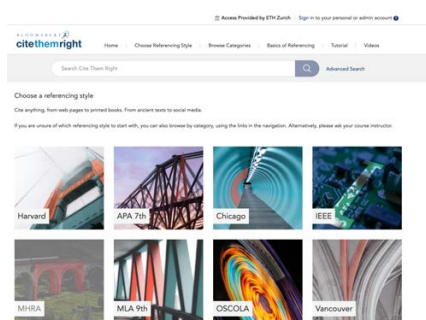 Access Provided by ETH Zurich Sign in to your personal or admin account
BLOOMSBURY
citethemright
Home Choose Referencing Style Browse Categories Basics of Referencing Tutorial Videos
Search Cite Them Right Advanced Search
Choose a referencing style
Cite anything, from web pages to printed books. From ancient texts to social media.
If you are unsure of which referencing style to start with, you can also browse by category, using the links in the navigation. Alternatively, please ask your course instructor.
Harvard APA 7th Chicago IEEE
MHRA MLA 9th OSCOLA Vancouver